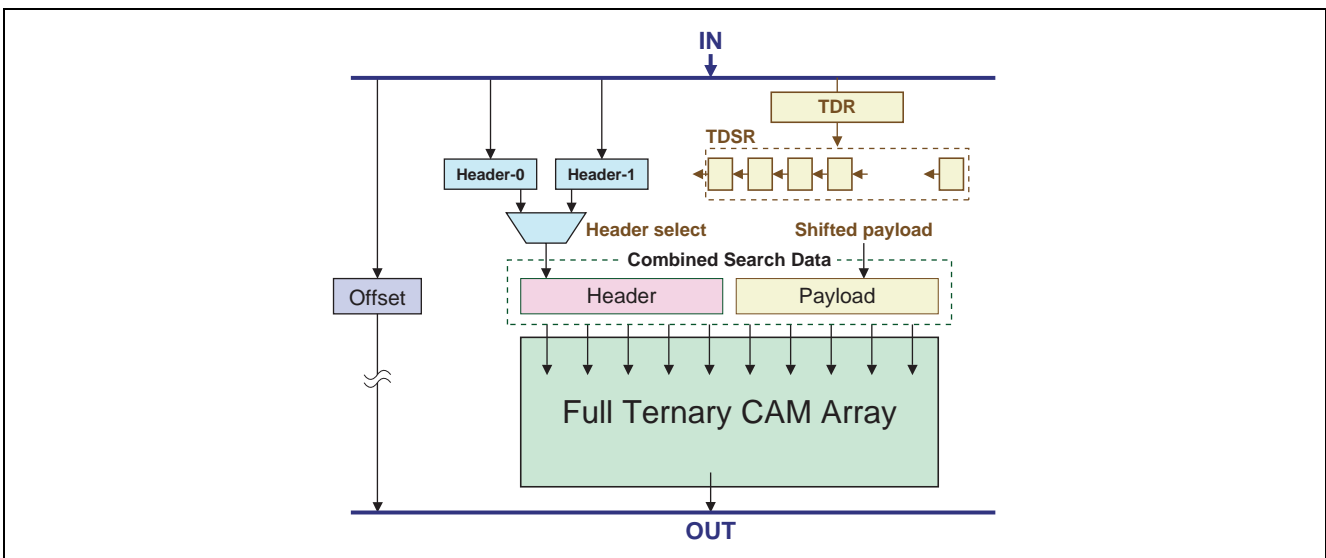 IN
TDR
TDSR
Header-0
Header-1
Header select
Shifted payload
Combined Search Data
Offset
Header
Payload
Full Ternary CAM Array
OUT